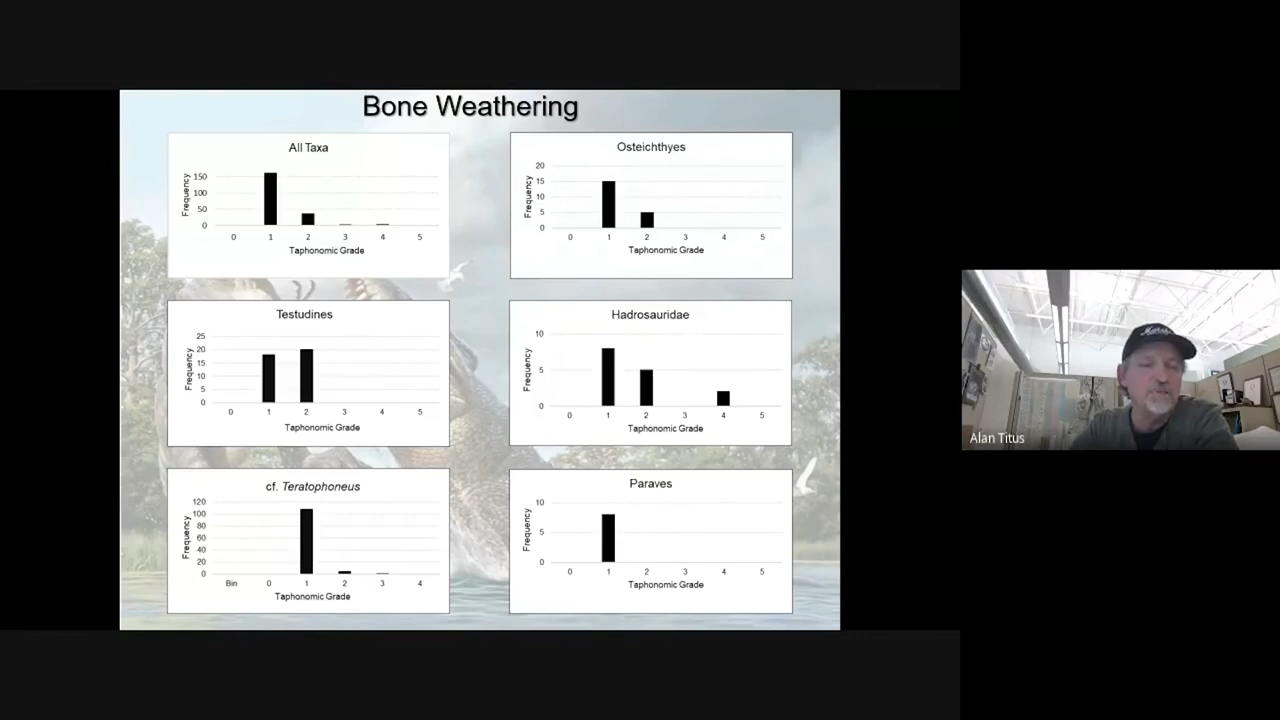 Bone Weathering
All Taxa
Frequency
150
100
50
0
0 1 2 3 4 5
Taphonomic Grade
Osteichthyes
Frequency
20
15
10
5
0
0 1 2 3 4 5
Taphonomic Grade
Testudines
Frequency
25
20
15
10
5
0
0 1 2 3 4 5
Taphonomic Grade
Hadrosauridae
Frequency
10
5
0
0 1 2 3 4 5
Taphonomic Grade
cf. Teratophoneus
Frequency
120
100
80
60
40
20
0
Bin 0 1 2 3 4
Taphonomic Grade
Paraves
Frequency
10
5
0
0 1 2 3 4 5
Taphonomic Grade
Alan Titus